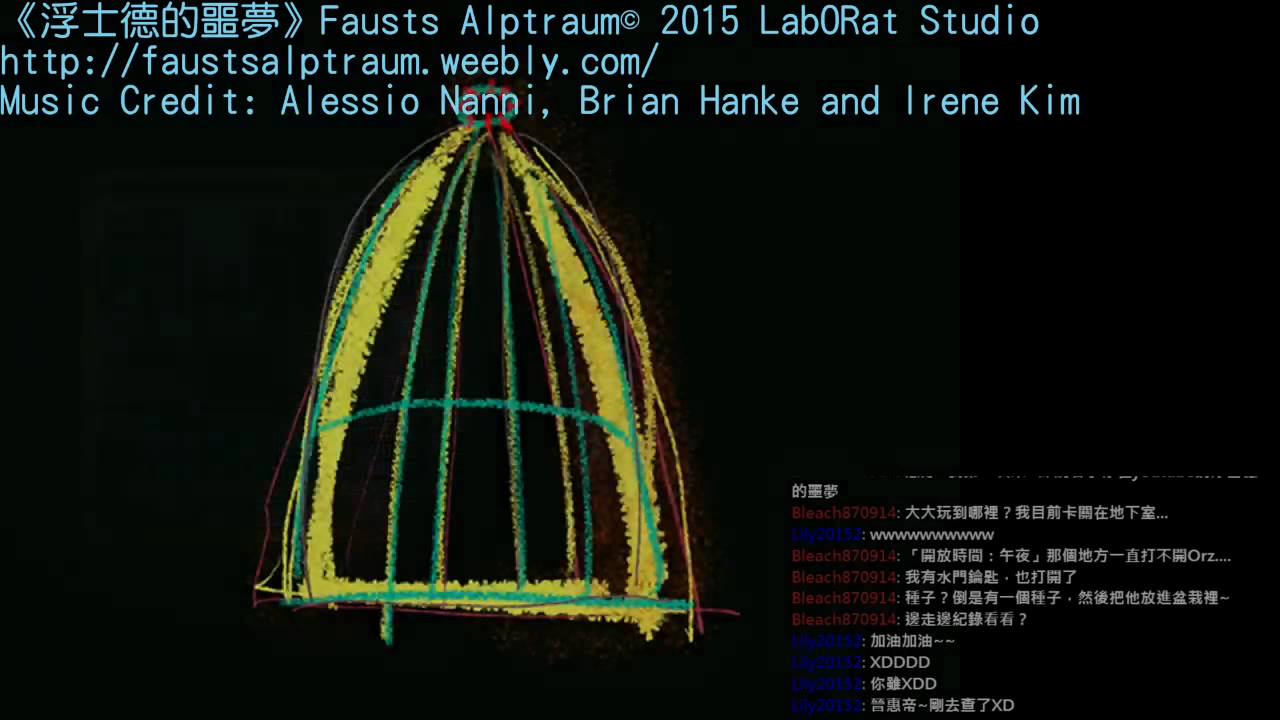 《浮士德的噩夢》Fausts Alptraum© 2015 LabORat Studio
http://faustsalptraum.weebly.com/
Music Credit: Alessio Nanni, Brian Hanke and Irene Kim
的噩夢
Bleach870914: 大大玩到哪裡？我目前卡關在地下室...
Lily20152: wwwwwwwwwww
Bleach870914: 「開放時間：午夜」那個地方一直打不開Orz....
Bleach870914: 我有水門鑰匙，也打開了
Bleach870914: 種子？倒是有一個種子，然後把他放進盆栽裡~
Bleach870914: 邊走邊紀錄看看？
Lily20152: 加油加油~~
Lily20152: XDDDD
Lily20152: 你雖XDD
Lily20152: 晉惠帝~剛去查了XD